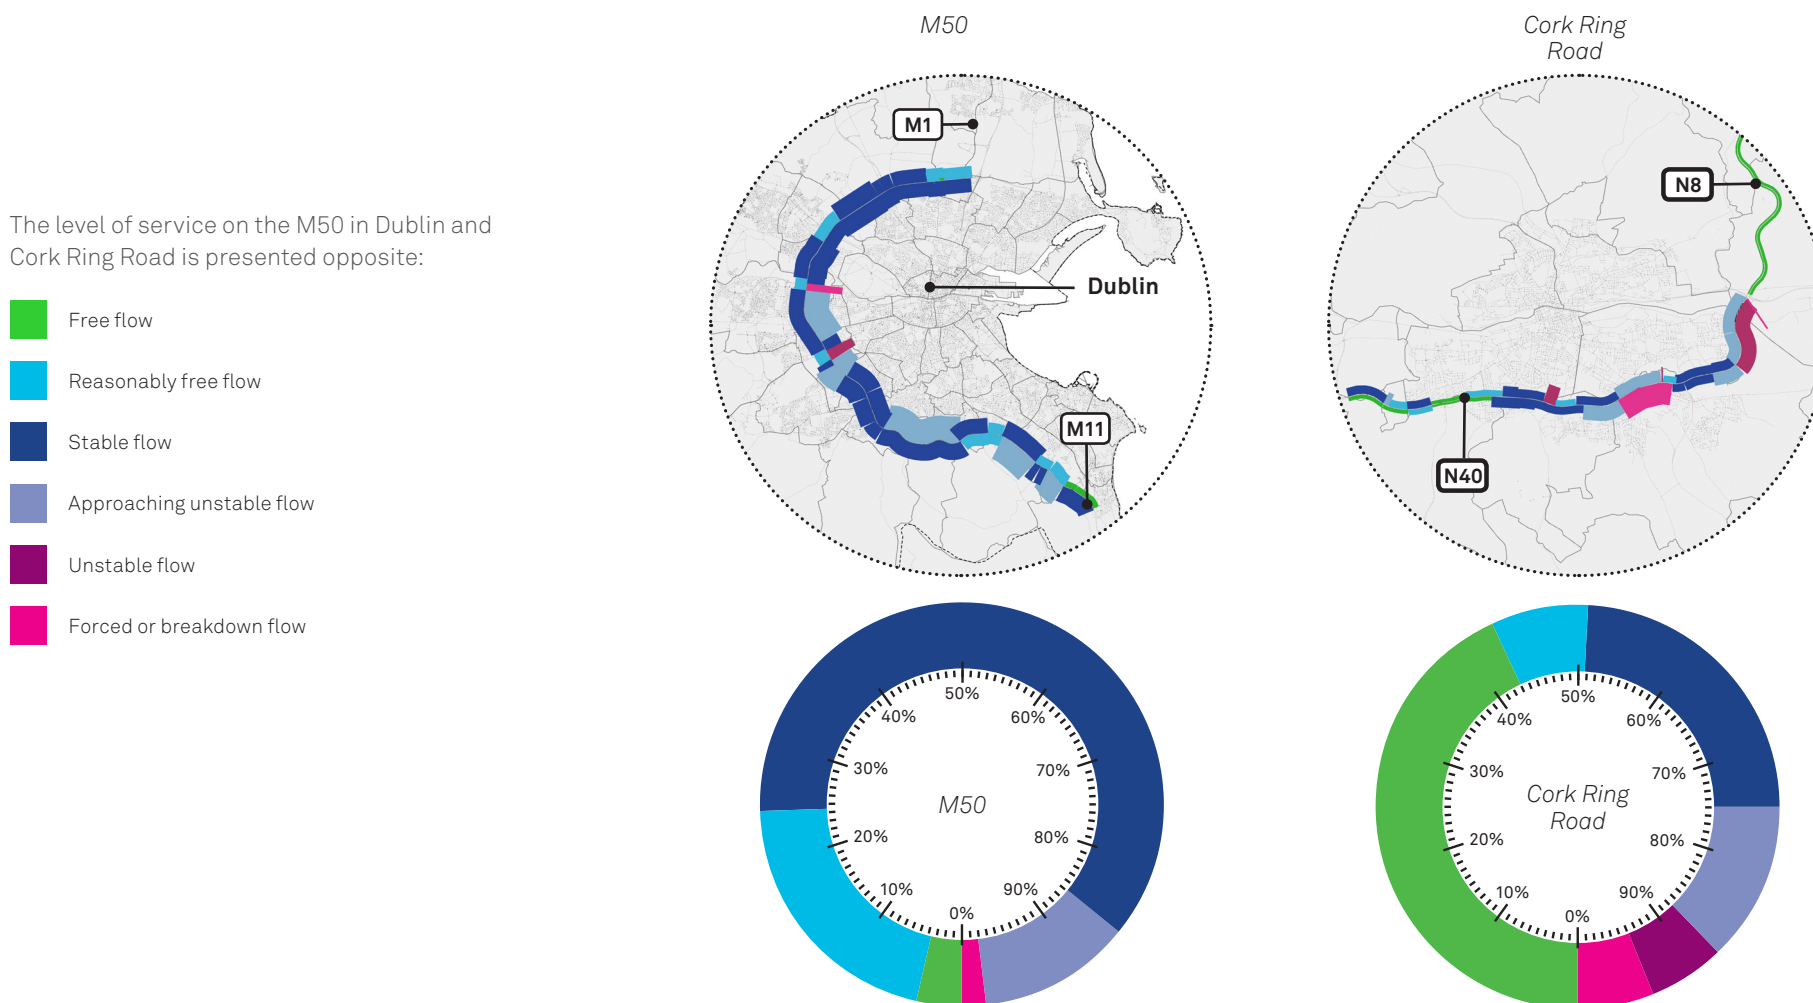 The level of service on the M50 in Dublin and
Cork Ring Road is presented opposite:
Free flow
Reasonably free flow
Stable flow
Approaching unstable flow
Unstable flow
Forced or breakdown flow
M50
M1
Dublin
M11
Cork Ring
Road
N8
N40
50%
40%
60%
30%
70%
M50
20%
80%
10%
90%
0%
50%
40%
60%
30%
70%
Cork Ring
Road
20%
80%
10%
90%
0%